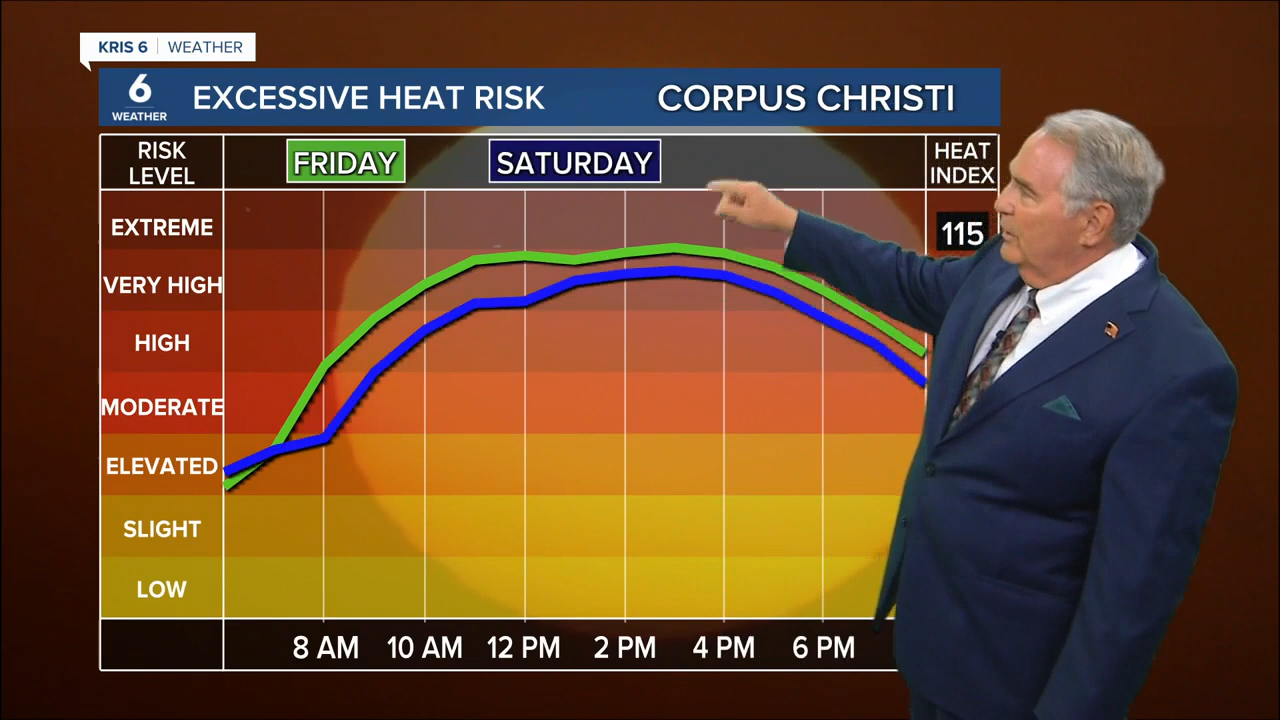 KRIS 6 WEATHER
6
WEATHER
EXCESSIVE HEAT RISK
CORPUS CHRISTI
RISK
LEVEL
FRIDAY
SATURDAY
HEAT
INDEX
EXTREME
115
VERY HIGH
HIGH
MODERATE
ELEVATED
SLIGHT
LOW
8 AM 10 AM 12 PM 2 PM 4 PM 6 PM